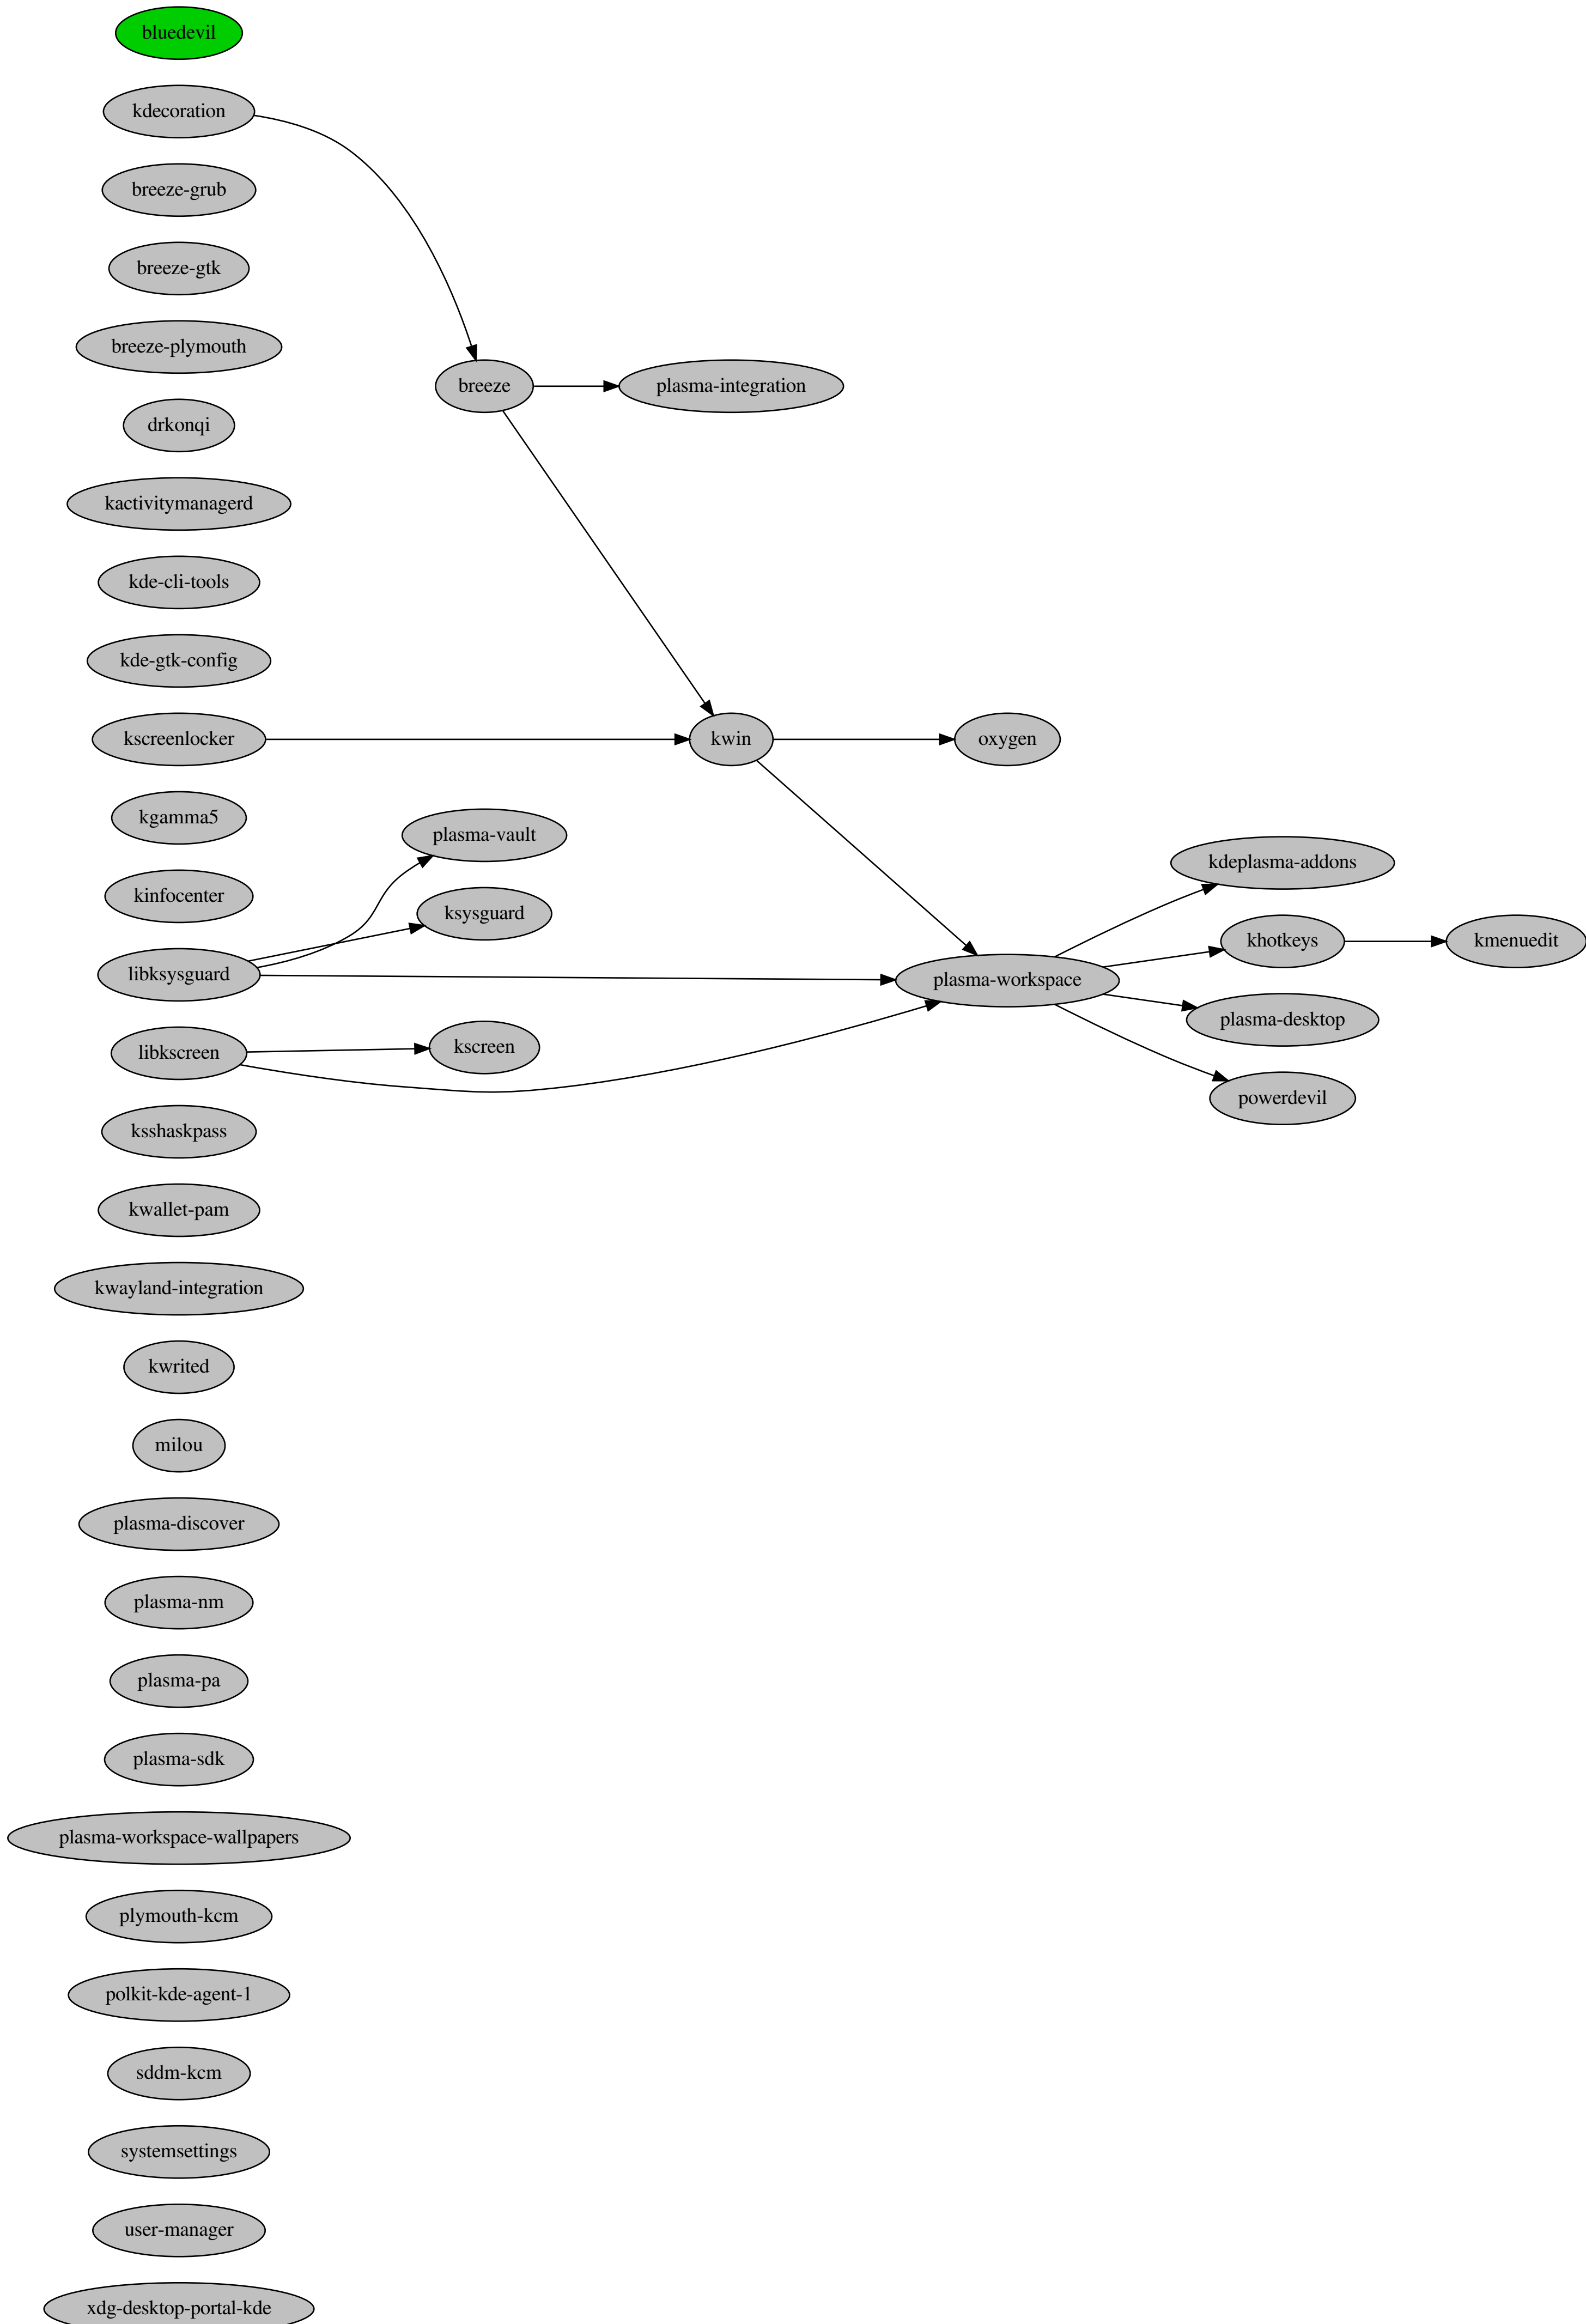 bluedevil
kdecoration
breeze-grub
breeze-gtk
breeze-plymouth
breeze
plasma-integration
drkonqi
kactivitymanagerd
kde-cli-tools
kde-gtk-config
kscreenlocker
kwin
oxygen
kgamma5
plasma-vault
kdeplasma-addons
kinfocenter
ksysguard
khotkeys
kmenuedit
libksysguard
plasma-workspace
plasma-desktop
libkscreen
kscreen
powerdevil
ksshaskpass
kwallet-pam
kwayland-integration
kwrited
milou
plasma-discover
plasma-nm
plasma-pa
plasma-sdk
plasma-workspace-wallpapers
plymouth-kcm
polkit-kde-agent-1
sddm-kcm
systemsettings
user-manager
xdg-desktop-portal-kde